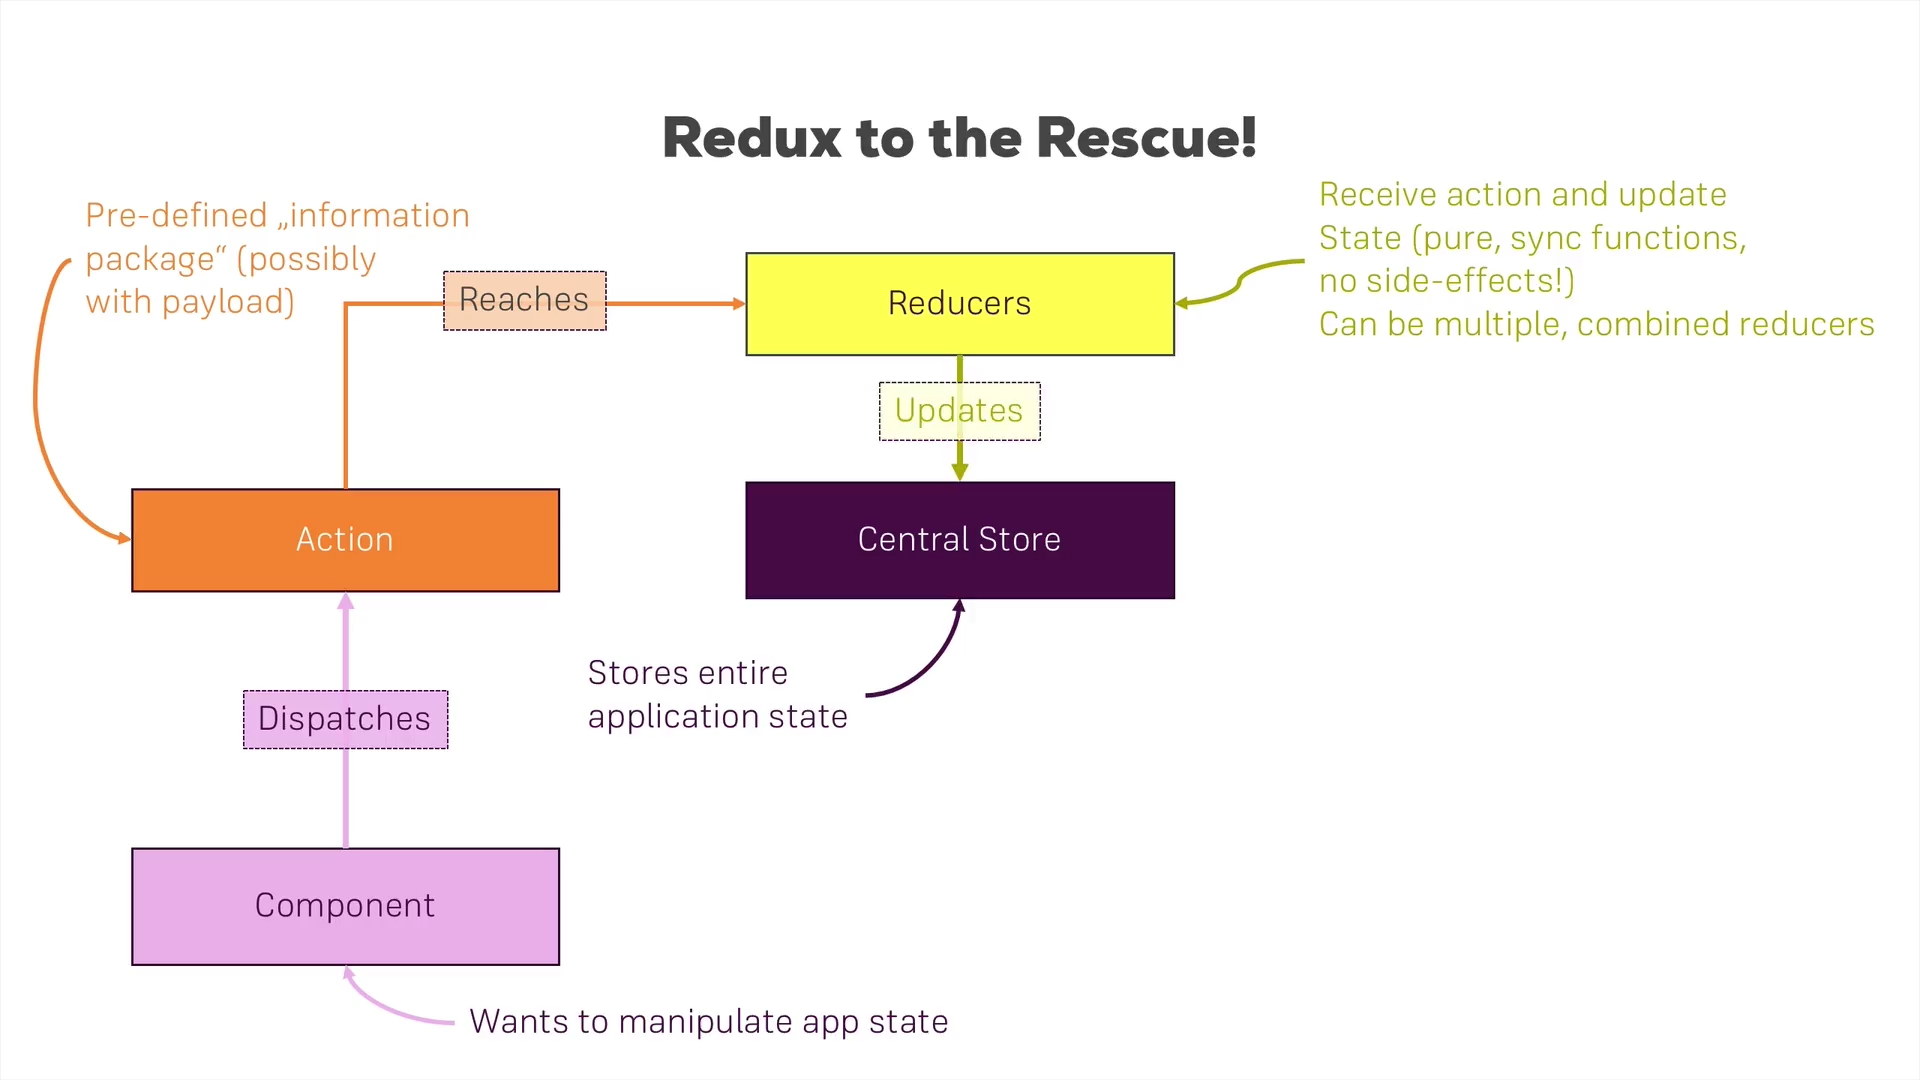 Redux to the Rescue!
Pre-defined „information
package“ (possibly
with payload)
Reaches
Reducers
Receive action and update
State (pure, sync functions,
no side-effects!)
Can be multiple, combined reducers
Updates
Action
Central Store
Stores entire
application state
Dispatches
Component
Wants to manipulate app state